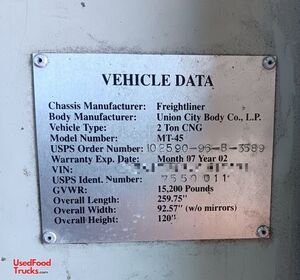 VEHICLE DATA
Chassis Manufacturer: Freightliner
Body Manufacturer: Union City Body Co., L.P.
Vehicle Type: 2 Ton CNG
Model Number: MT-45
USPS Order Number: 102590-96-B-3389
Warranty Exp. Date: Month 07 Year 02
VIN:
USPS Ident. Number: 7550011
GVWR: 15,200 Pounds
Overall Length: 259.75"
Overall Width: 92.57" (w/o mirrors)
Overall Height: 120"
UsedFood
Trucks.com